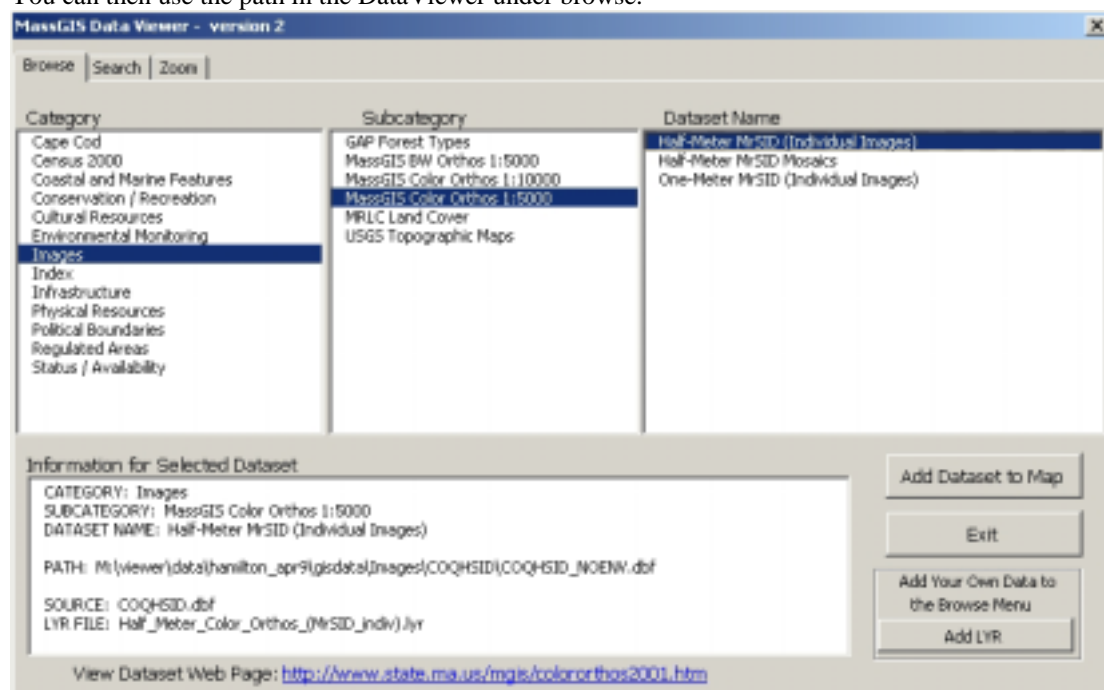 You can then use the path in the DataViewer under browse.
MassGIS Data Viewer - version 2
Browse Search Zoom
Category
Cape Cod
Census 2000
Coastal and Marine Features
Conservation / Recreation
Cultural Resources
Environmental Monitoring
Images
Index
Infrastructure
Physical Resources
Political Boundaries
Regulated Areas
Status / Availability
Subcategory
GAP Forest Types
MassGIS BW Orthos 1:5000
MassGIS Color Orthos 1:10000
MassGIS Color Orthos 1:5000
MRLC Land Cover
USGS Topographic Maps
Dataset Name
Half-Meter MrSID (Individual Images)
Half-Meter MrSID Mosaics
One-Meter MrSID (Individual Images)
Information for Selected Dataset
CATEGORY: Images
SUBCATEGORY: MassGIS Color Orthos 1:5000
DATASET NAME: Half-Meter MrSID (Individual Images)
PATH: M:\viewer\data\hamilton_apr9\gisdata\Images\COQHSID\COQHSID_NOENV.dbf
SOURCE: COQHSID.dbf
LYR FILE: Half_Meter_Color_Orthos_(MrSID_indiv).lyr
Add Dataset to Map
Exit
Add Your Own Data to
the Browse Menu
Add LYR
View Dataset Web Page: http://www.state.ma.us/mgis/colororthos2001.htm